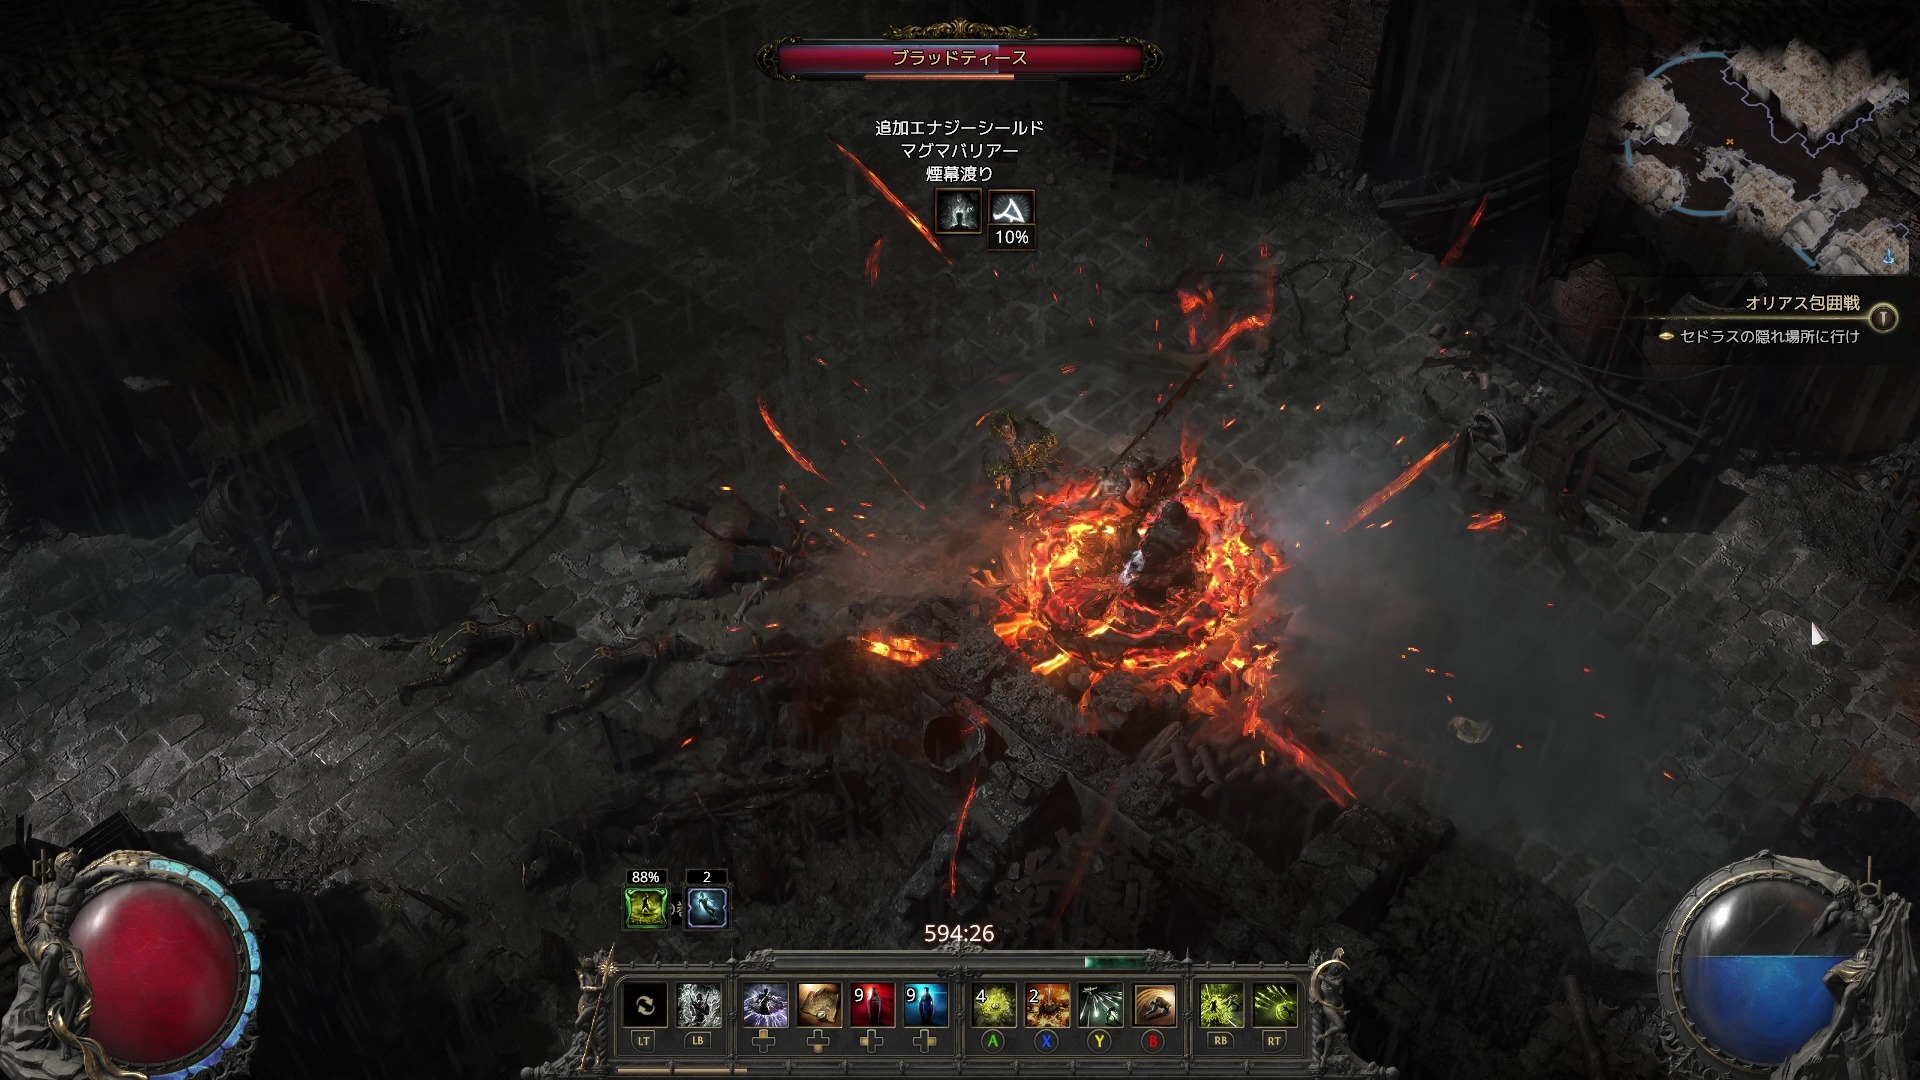 ブラッドティース
追加エナジーシールド
マグマバリアー
煙幕渡り
10%
オリアス包囲戦
セドラスの隠れ場所に行け
88%
2
594:26
9
9
4
2
LT
LB
A
X
Y
B
RB
RT